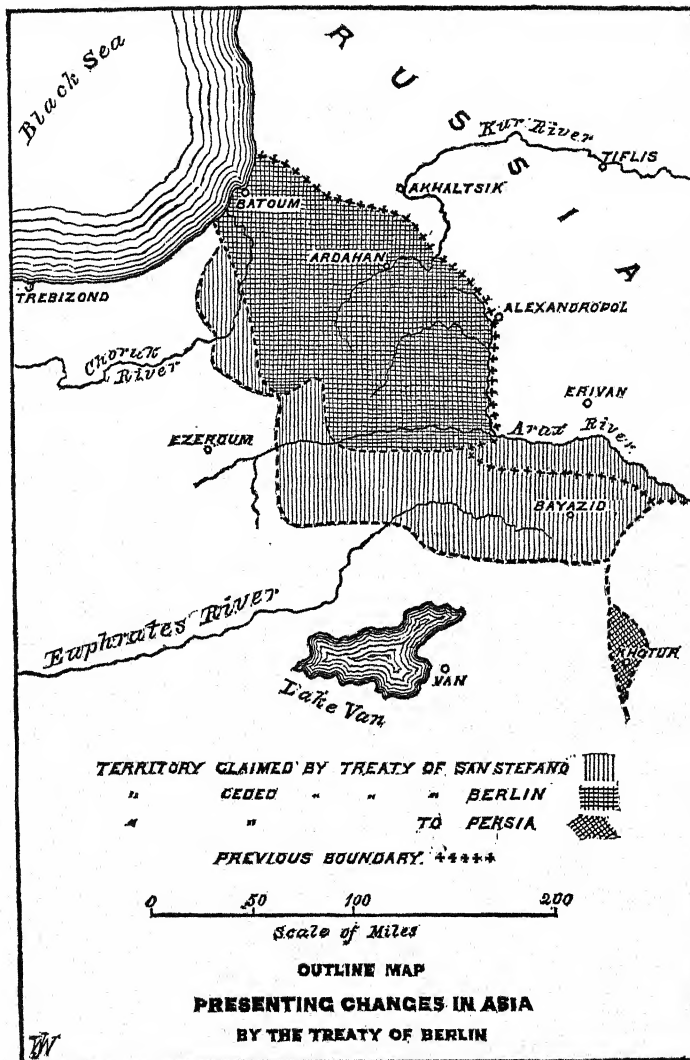 Black Sea
RUSSIA
Kur River
TIFLIS
AKHALTSIK
BATOUM
ARDAHAN
TREBIZOND
ALEXANDROPOL
Choruk
River
ERIVAN
Arax River
EZEROUM
BAYAZID
Euphrates River
KHOTUR
VAN
Lake Van
TERRITORY CLAIMED BY TREATY OF SAN STEFANO
" CEDED " " " BERLIN
" " TO PERSIA
PREVIOUS BOUNDARY. +++++
0 50 100 200
Scale of Miles
OUTLINE MAP
PRESENTING CHANGES IN ASIA
BY THE TREATY OF BERLIN